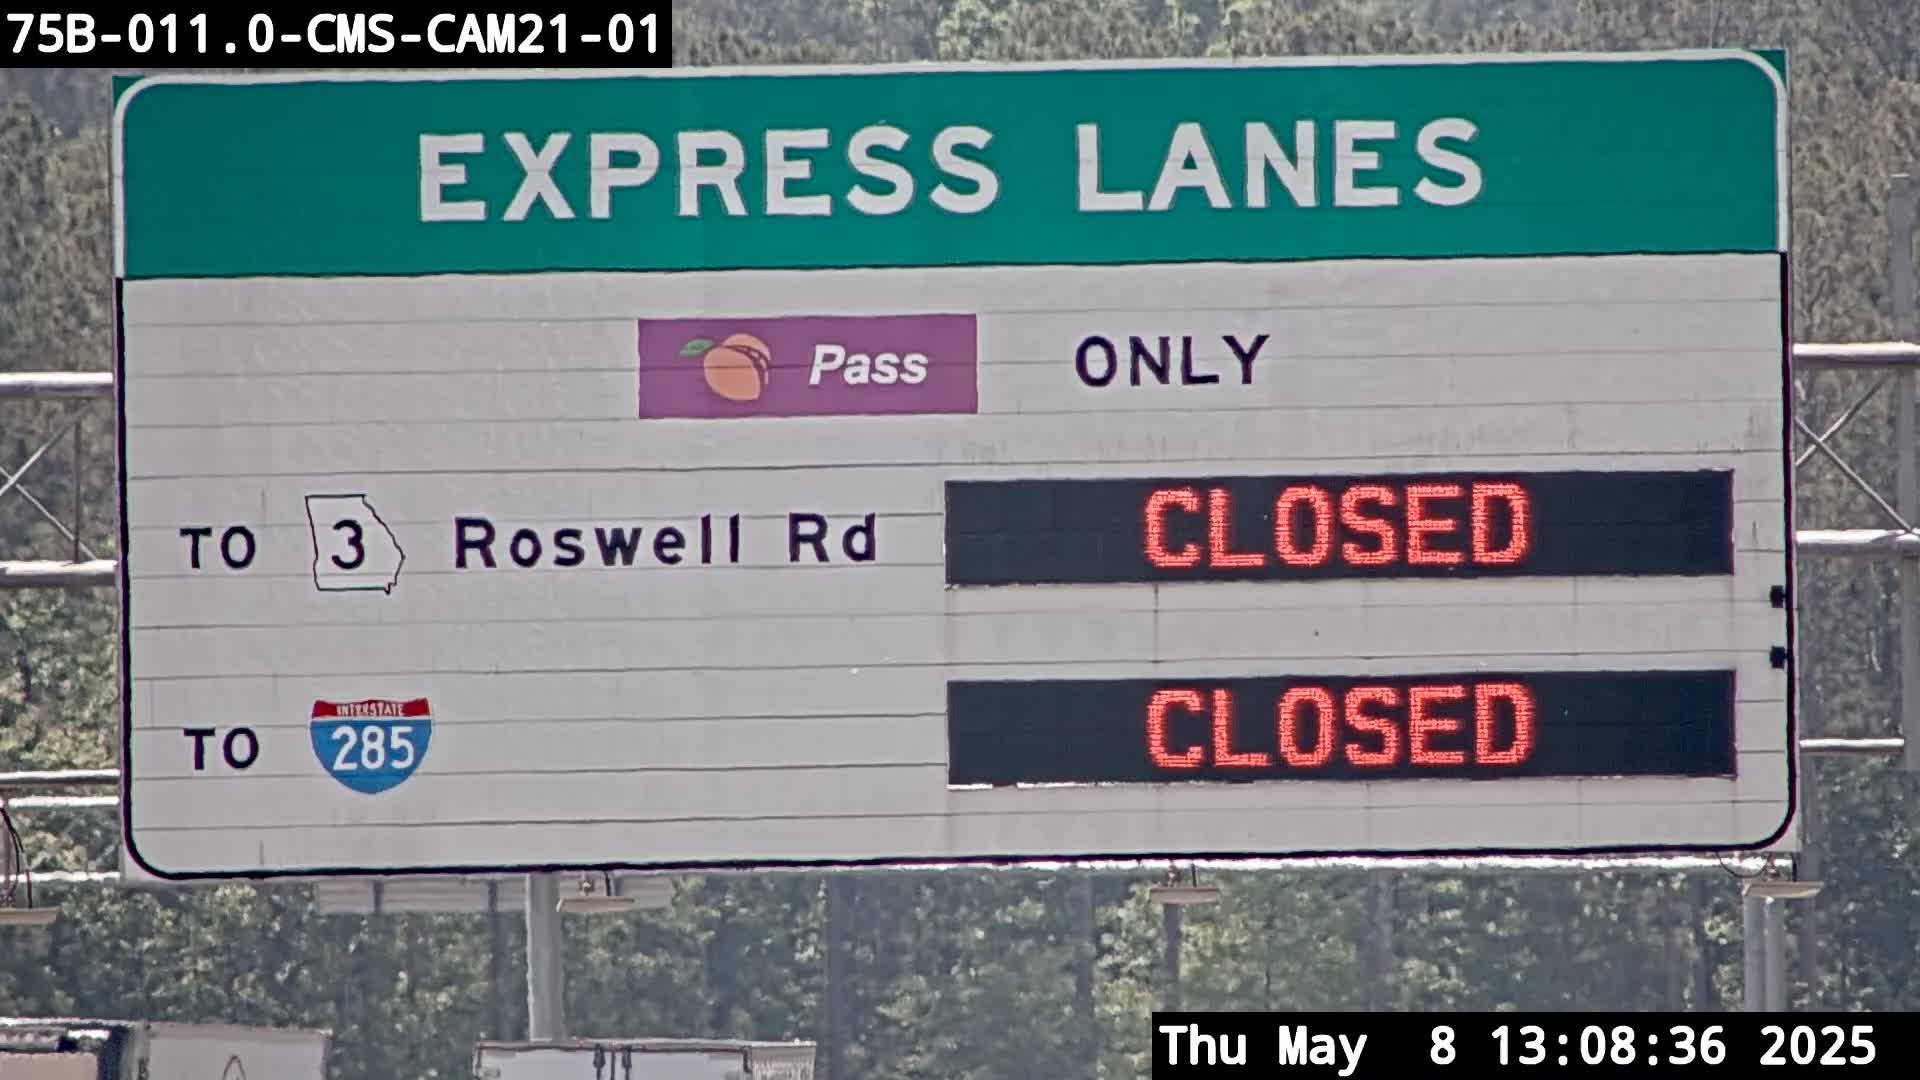 75B-011.0-CMS-CAM21-01
EXPRESS LANES
Pass ONLY
TO 3 Roswell Rd CLOSED
TO INTERSTATE 285 CLOSED
Thu May 8 13:08:36 2025